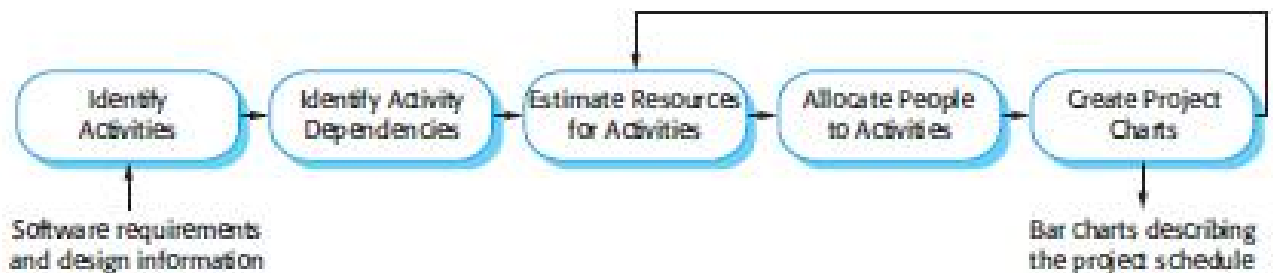 Identify
Activities
Identify Activity
Dependencies
Estimate Resources
for Activities
Allocate People
to Activities
Create Project
Charts
Software requirements
and design information
Bar charts describing
the project schedule